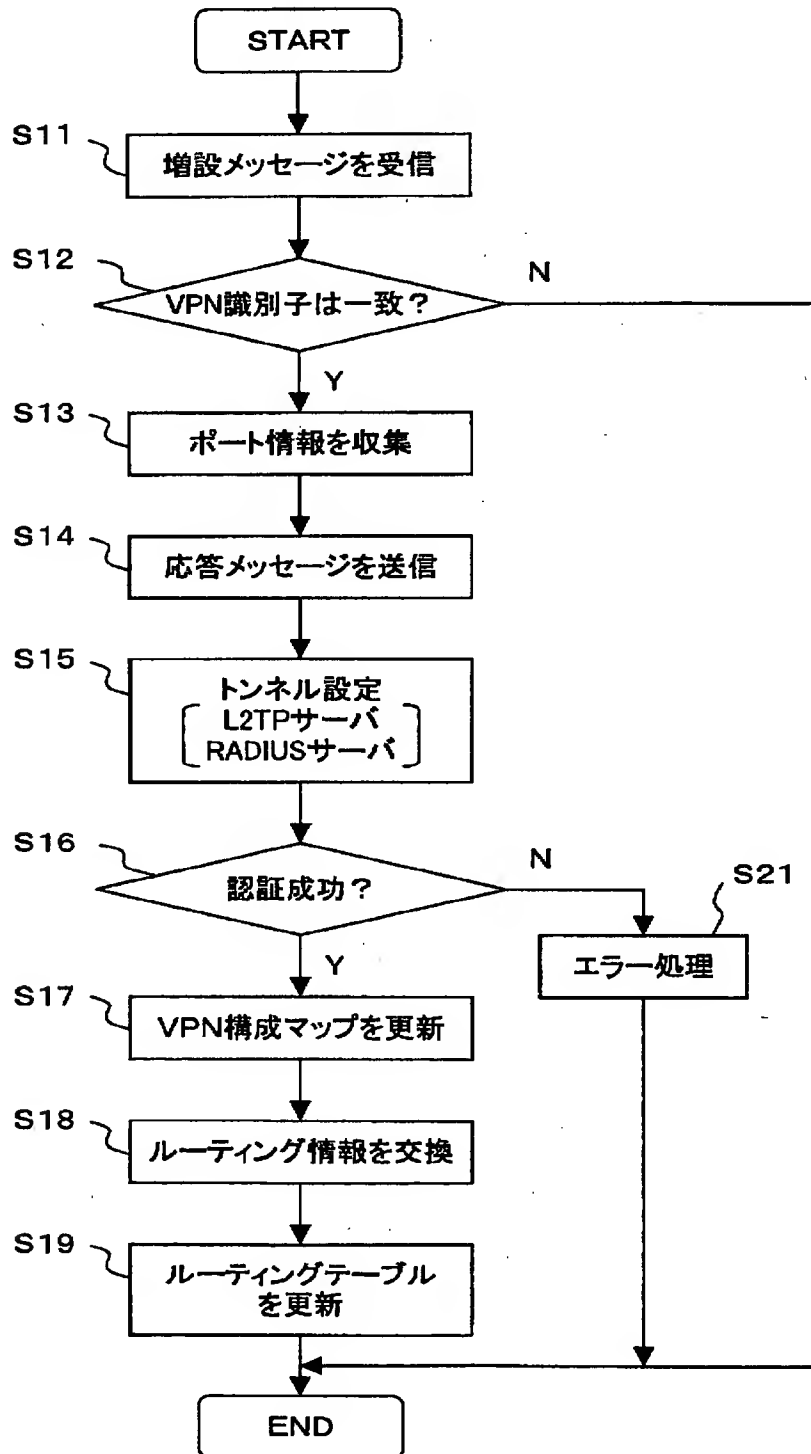 START
S11
増設メッセージを受信
S12
VPN識別子は一致?
N
Y
S13
ポート情報を収集
S14
応答メッセージを送信
S15
トンネル設定
L2TPサーバ
RADIUSサーバ
S16
認証成功?
N
S21
エラー処理
Y
S17
VPN構成マップを更新
S18
ルーティング情報を交換
S19
ルーティングテーブル
を更新
END